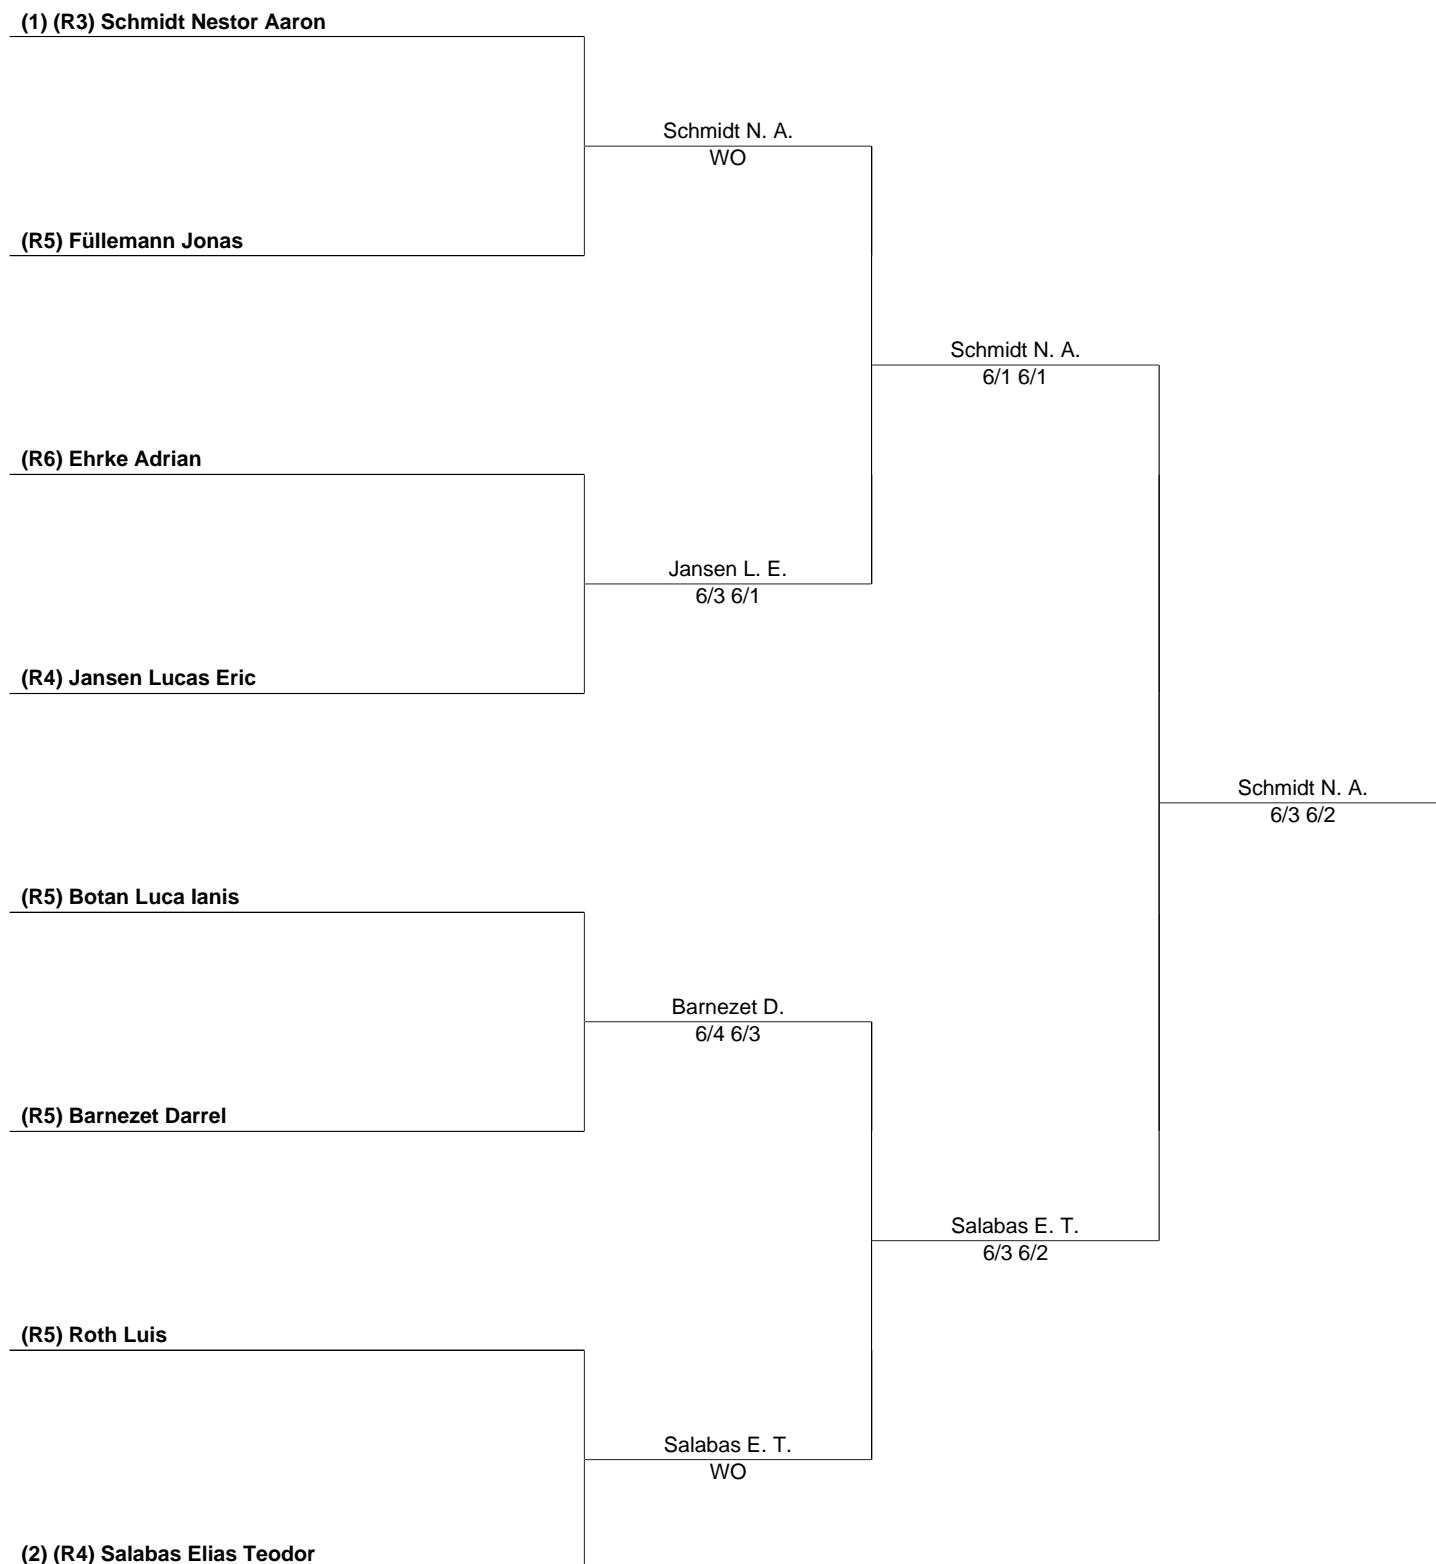 (1) (R3) Schmidt Nestor Aaron
Schmidt N. A.
WO
(R5) Füllemann Jonas
Schmidt N. A.
6/1 6/1
(R6) Ehrke Adrian
Jansen L. E.
6/3 6/1
(R4) Jansen Lucas Eric
Schmidt N. A.
6/3 6/2
(R5) Botan Luca Ianis
Barnezet D.
6/4 6/3
(R5) Barnezet Darrel
Salabas E. T.
6/3 6/2
(R5) Roth Luis
Salabas E. T.
WO
(2) (R4) Salabas Elias Teodor